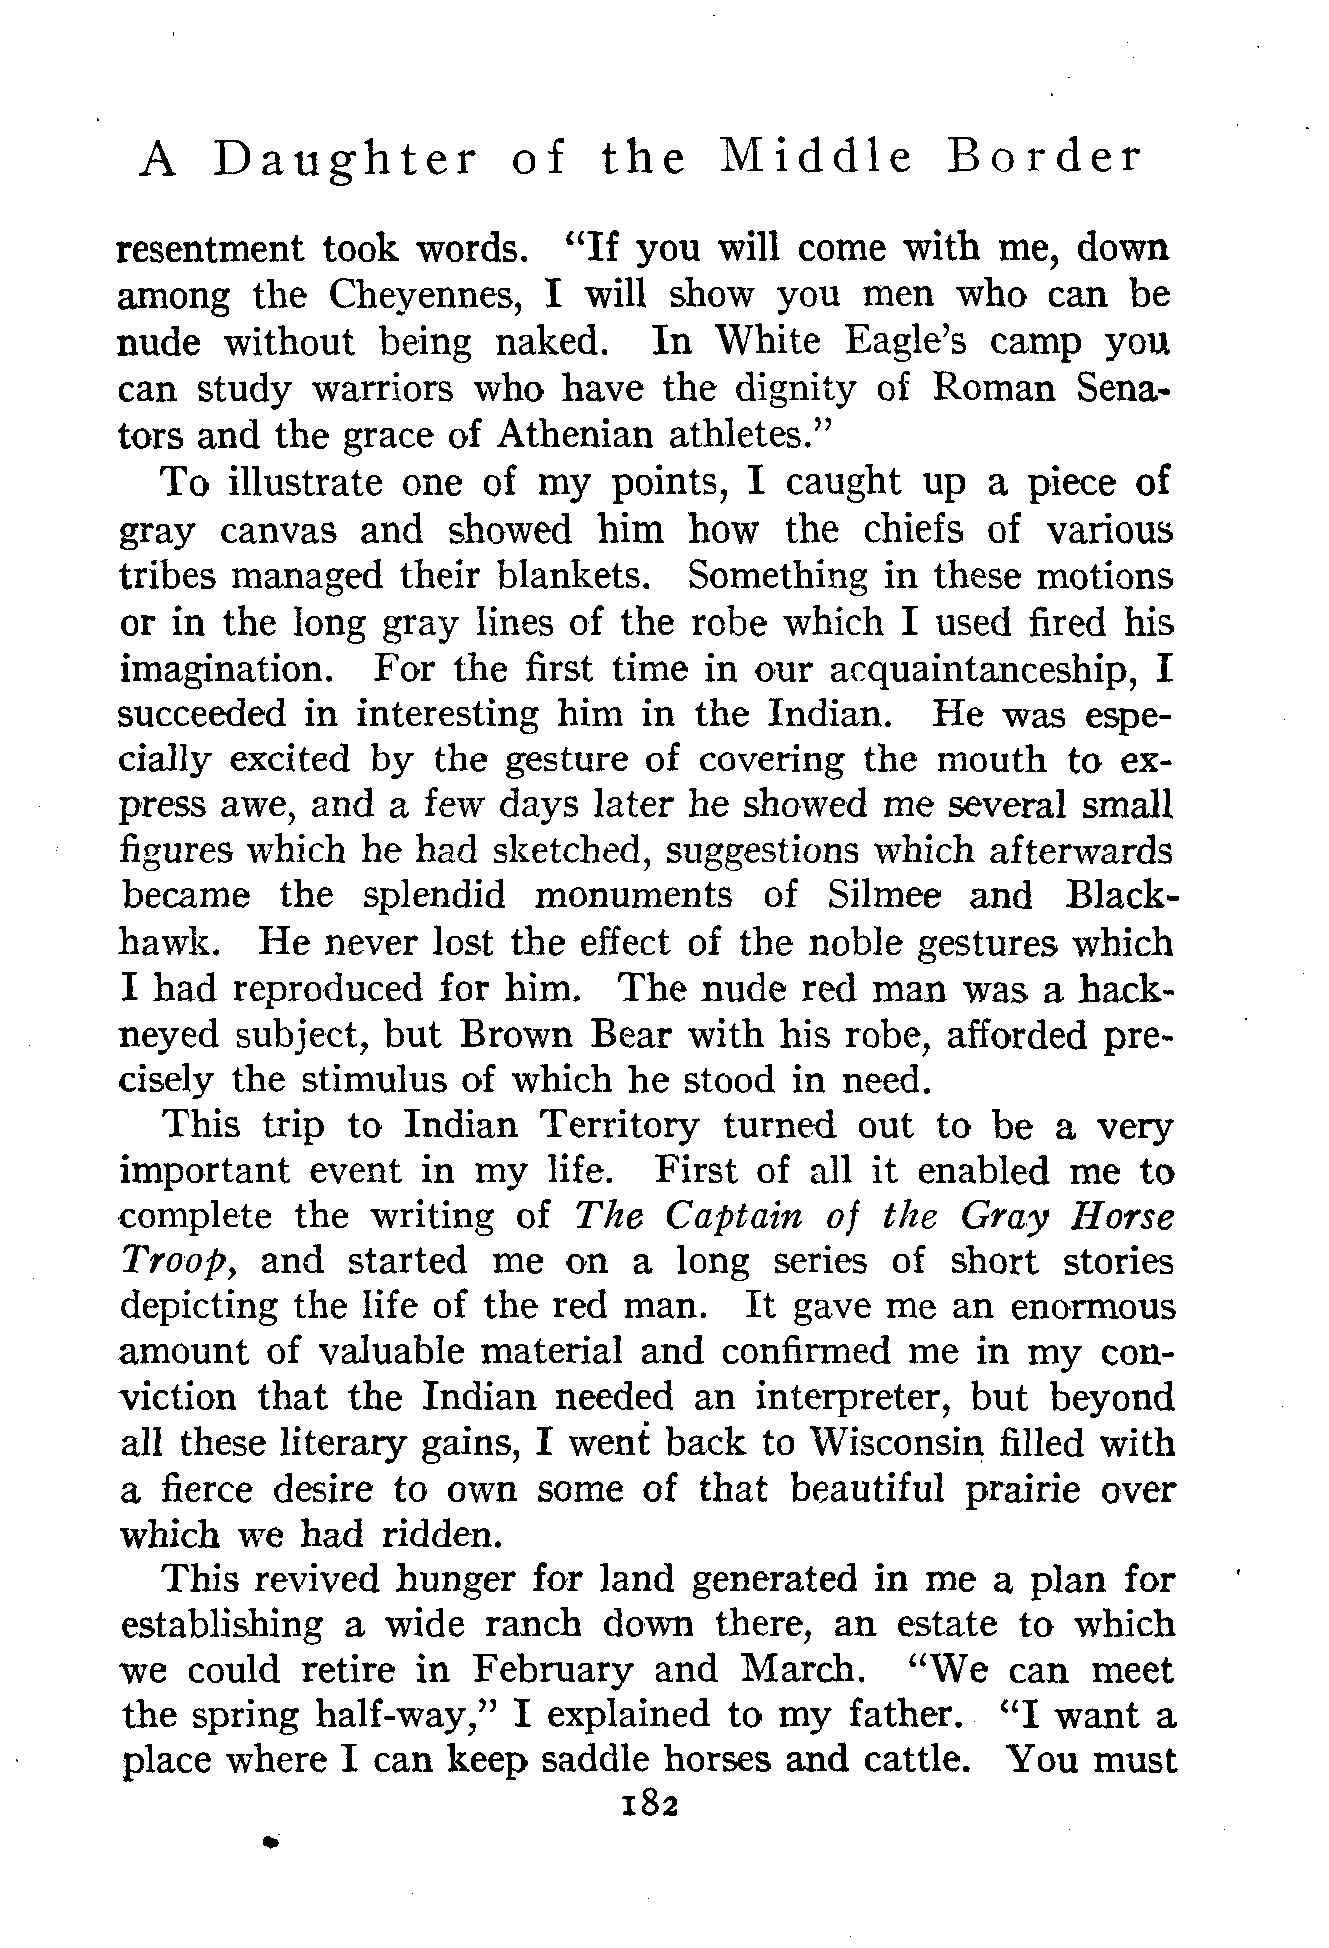 A Daughter of the Middle Border
resentment took words. “If you will come with me, down
among the Cheyennes, I will show you men who can be
nude without being naked. In White Eagle’s camp you
can study warriors who have the dignity of Roman Sena-
tors and the grace of Athenian athletes.”
To illustrate one of my points, I caught up a piece of
gray canvas and showed him how the chiefs of various
tribes managed their blankets. Something in these motions
or in the long gray lines of the robe which I used fired his
imagination. For the first time in our acquaintanceship, I
succeeded in interesting him in the Indian. He was espe-
cially excited by the gesture of covering the mouth to ex-
press awe, and a few days later he showed me several small
figures which he had sketched, suggestions which afterwards
became the splendid monuments of Silmee and Black-
hawk. He never lost the effect of the noble gestures which
I had reproduced for him. The nude red man was a hack-
neyed subject, but Brown Bear with his robe, afforded pre-
cisely the stimulus of which he stood in need.
This trip to Indian Territory turned out to be a very
important event in my life. First of all it enabled me to
complete the writing of The Captain of the Gray Horse
Troop, and started me on a long series of short stories
depicting the life of the red man. It gave me an enormous
amount of valuable material and confirmed me in my con-
viction that the Indian needed an interpreter, but beyond
all these literary gains, I went back to Wisconsin filled with
a fierce desire to own some of that beautiful prairie over
which we had ridden.
This revived hunger for land generated in me a plan for
establishing a wide ranch down there, an estate to which
we could retire in February and March. “We can meet
the spring half-way,” I explained to my father. “I want a
place where I can keep saddle horses and cattle. You must
182